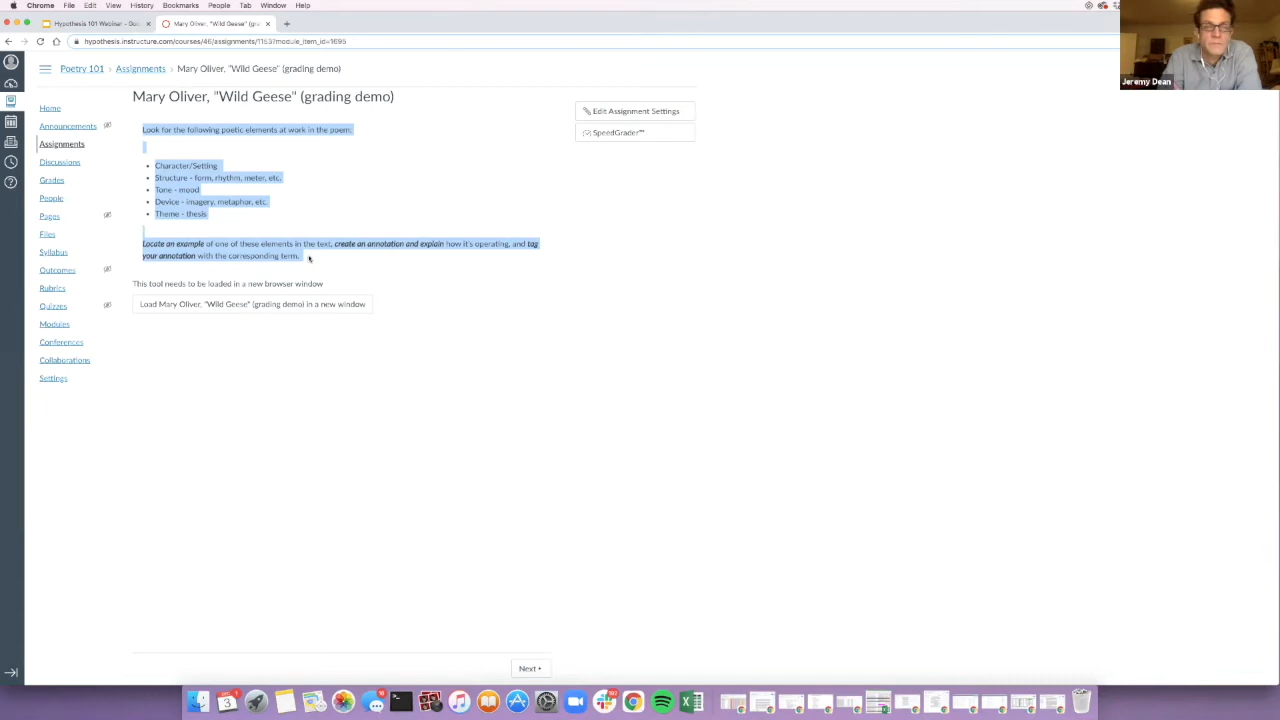 Chrome File Edit View History Bookmarks People Tab Window Help
Hypothesis 101 Webinar - Goo
Mary Oliver, "Wild Geese" (gra
hypothesis.instructure.com/courses/46/assignments/1153?module_item_id=1695
Jeremy Dean
Poetry 101 › Assignments › Mary Oliver, "Wild Geese" (grading demo)
Mary Oliver, "Wild Geese" (grading demo)
Edit Assignment Settings
SpeedGrader™
Home
Announcements
Assignments
Discussions
Grades
People
Pages
Files
Syllabus
Outcomes
Rubrics
Quizzes
Modules
Conferences
Collaborations
Settings
Look for the following poetic elements at work in the poem:
• Character/Setting
• Structure - form, rhythm, meter, etc.
• Tone - mood
• Device - imagery, metaphor, etc.
• Theme - thesis
Locate an example of one of these elements in the text, create an annotation and explain how it's operating, and tag
your annotation with the corresponding term.
This tool needs to be loaded in a new browser window
Load Mary Oliver, "Wild Geese" (grading demo) in a new window
Next
3